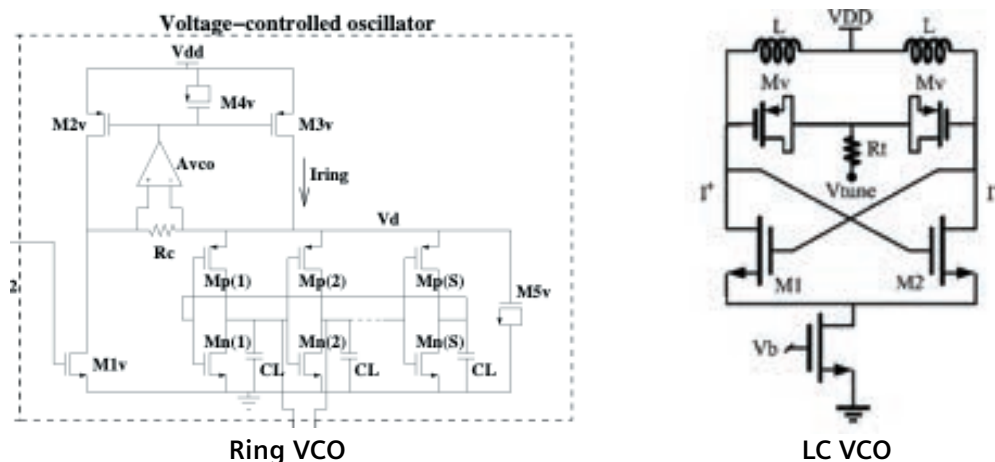 Voltage-controlled oscillator
Vdd
M4v
M2v
M3v
Avco
Iring
Vd
Rc
Mp(1) Mp(2) Mp(S)
M5v
2
Mn(1) Mn(2) Mn(S)
M1v
CL CL CL
Ring VCO
VDD
L L
Mv Mv
Rt
Vtune
I+ I
M1 M2
Vb
LC VCO